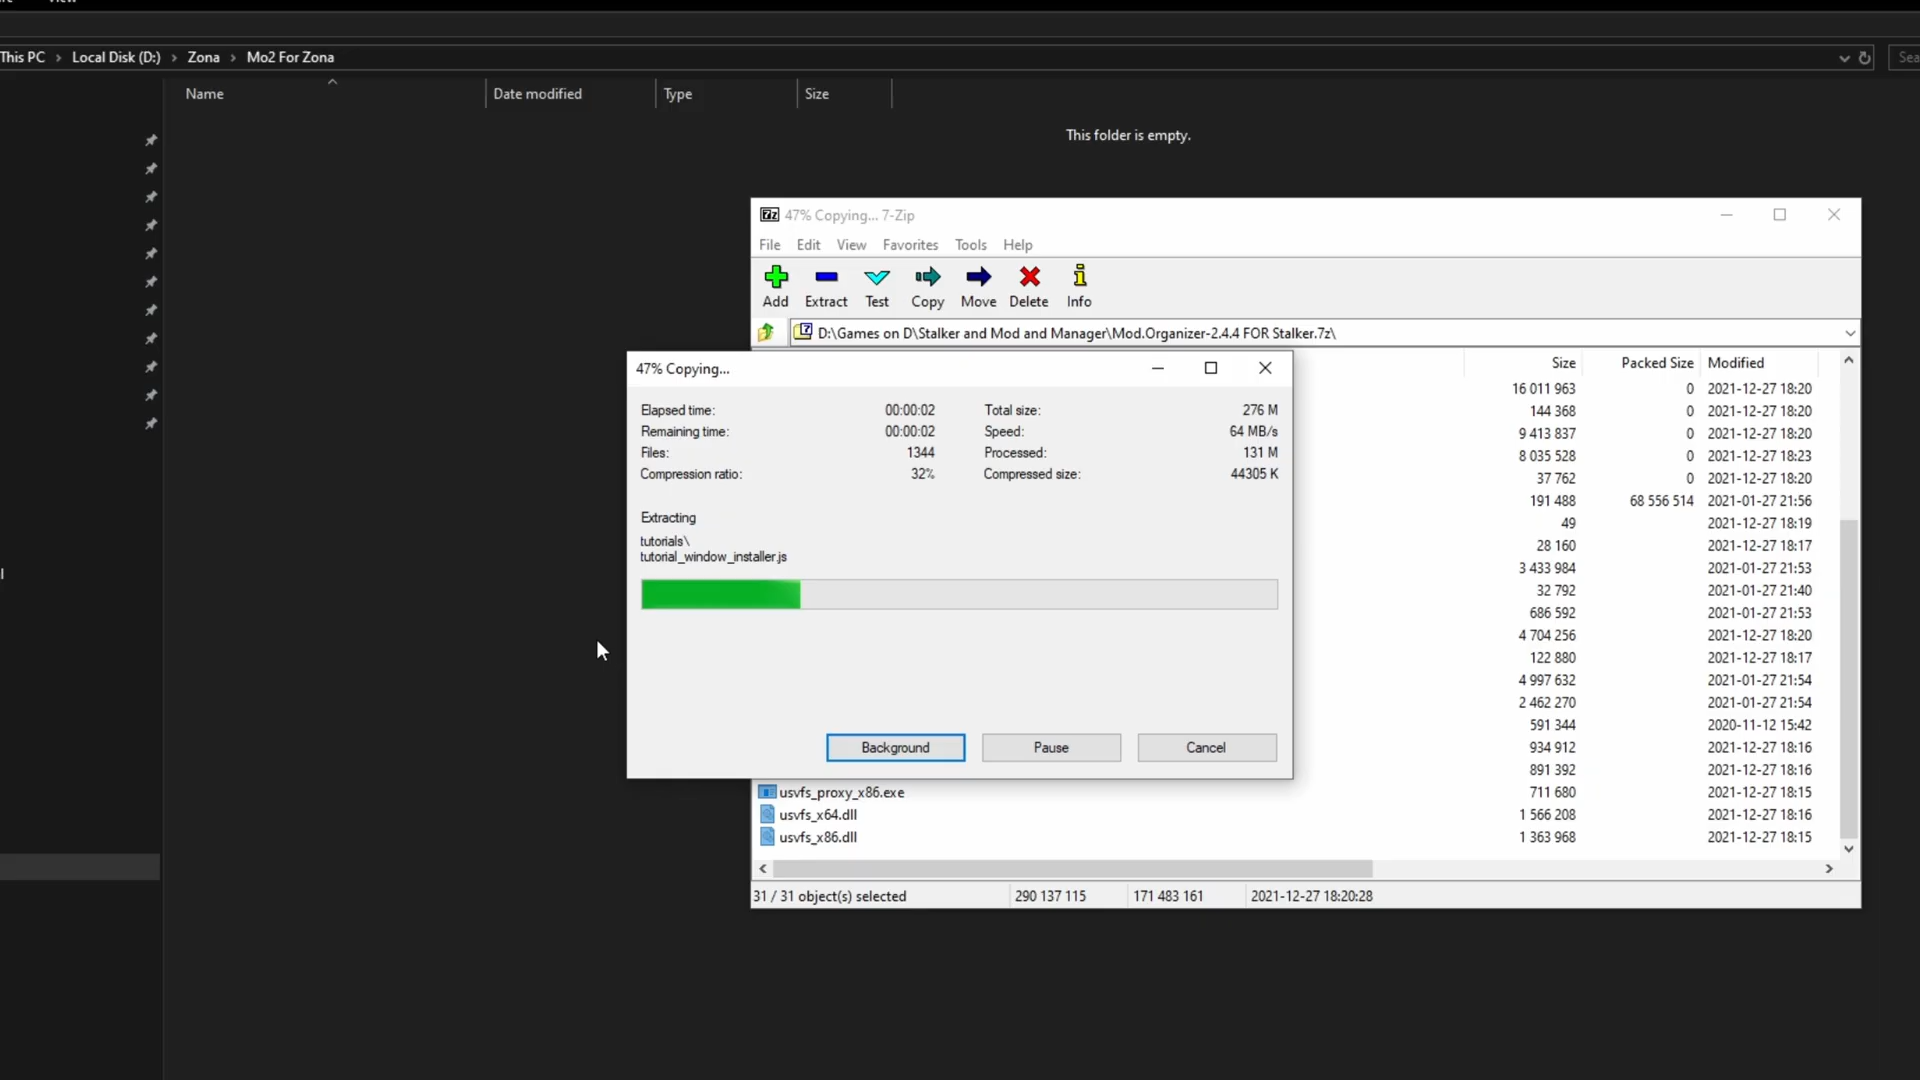 View
This PC > Local Disk (D:) > Zona > Mo2 For Zona
Sea
Name Date modified Type Size
This folder is empty.
47% Copying... 7-Zip
File Edit View Favorites Tools Help
Add Extract Test Copy Move Delete Info
D:\Games on D\Stalker and Mod and Manager\Mod.Organizer-2.4.4 FOR Stalker.7z\
Size Packed Size Modified
16 011 963 0 2021-12-27 18:20
144 368 0 2021-12-27 18:20
9 413 837 0 2021-12-27 18:20
8 035 528 0 2021-12-27 18:23
37 762 0 2021-12-27 18:20
191 488 68 556 514 2021-01-27 21:56
49 2021-12-27 18:19
28 160 2021-12-27 18:17
3 433 984 2021-01-27 21:53
32 792 2021-01-27 21:40
686 592 2021-01-27 21:53
4 704 256 2021-12-27 18:20
122 880 2021-12-27 18:17
4 997 632 2021-01-27 21:54
2 462 270 2021-01-27 21:54
591 344 2020-11-12 15:42
934 912 2021-12-27 18:16
891 392 2021-12-27 18:16
usvfs_proxy_x86.exe 711 680 2021-12-27 18:15
usvfs_x64.dll 1 566 208 2021-12-27 18:16
usvfs_x86.dll 1 363 968 2021-12-27 18:15
31 / 31 object(s) selected 290 137 115 171 483 161 2021-12-27 18:20:28
47% Copying...
Elapsed time: 00:00:02 Total size: 276 M
Remaining time: 00:00:02 Speed: 64 MB/s
Files: 1344 Processed: 131 M
Compression ratio: 32% Compressed size: 44305 K
Extracting
tutorials\
tutorial_window_installer.js
Background Pause Cancel